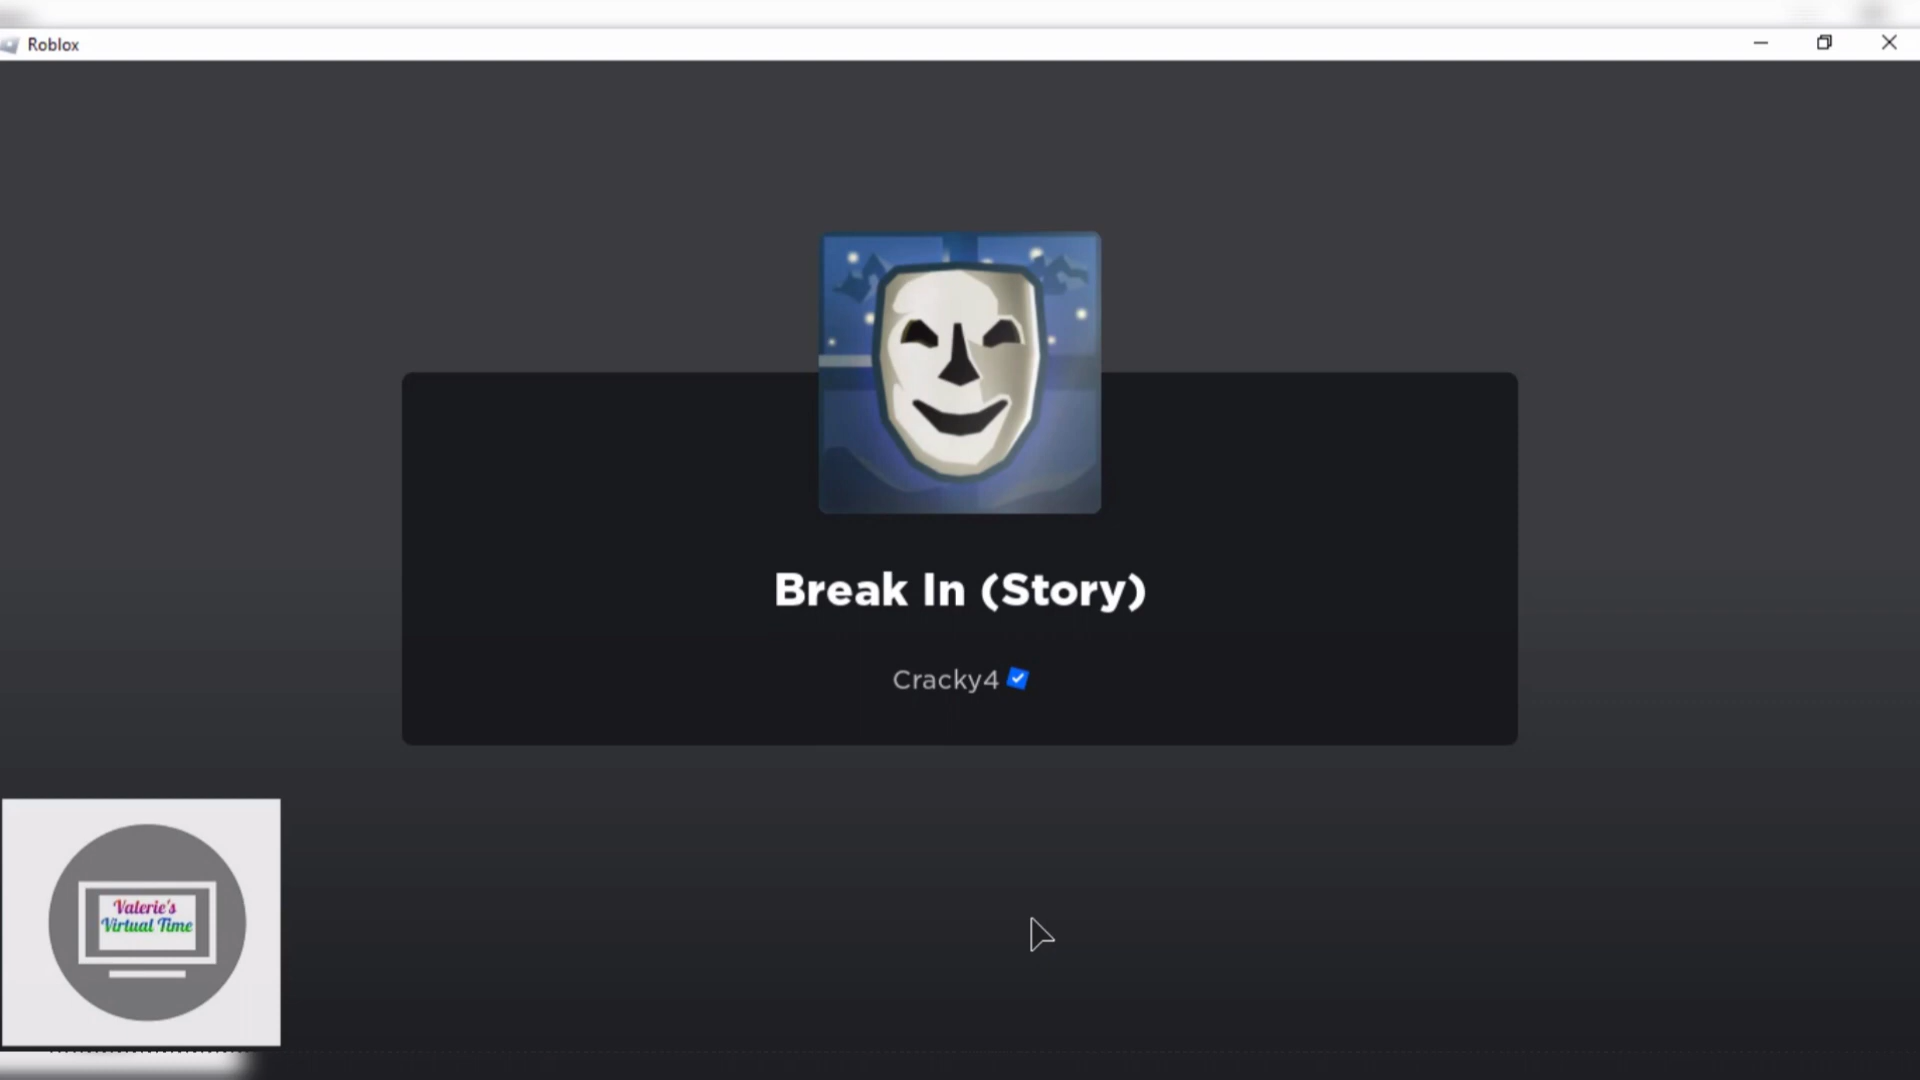 Roblox
Break In (Story)
Cracky4
Valerie's
Virtual Time